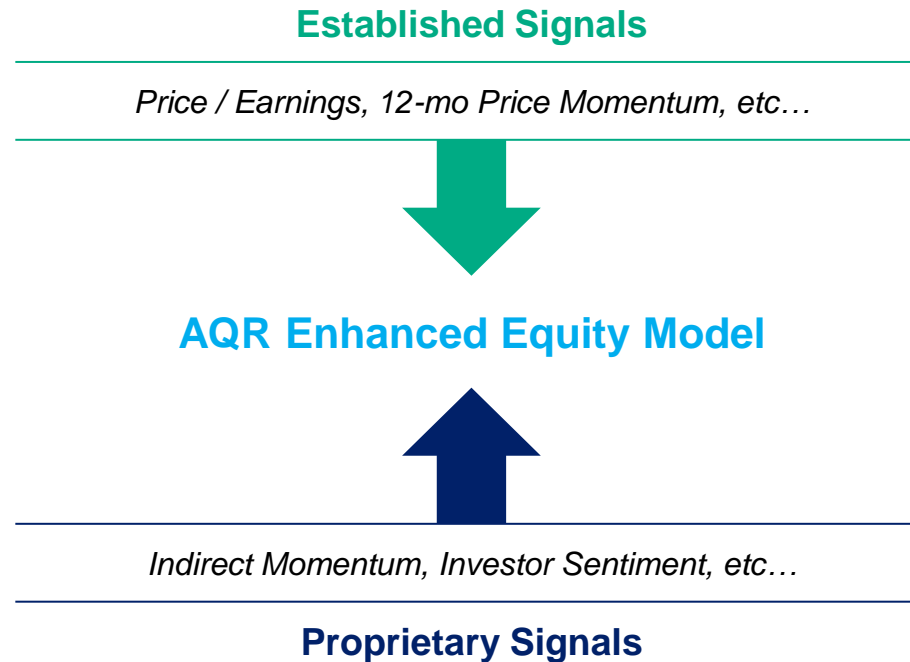 Established Signals
Price / Earnings, 12-mo Price Momentum, etc…
AQR Enhanced Equity Model
Indirect Momentum, Investor Sentiment, etc…
Proprietary Signals